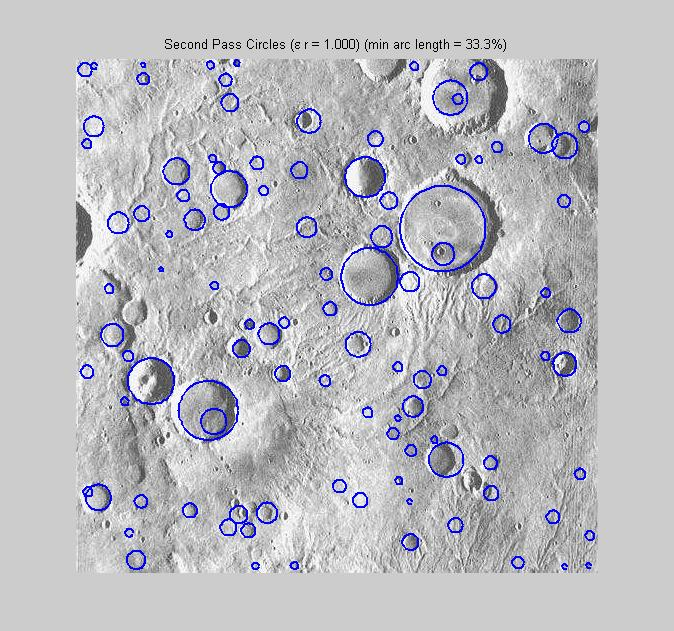 Second Pass Circles (ε r = 1.000) (min arc length = 33.3%)